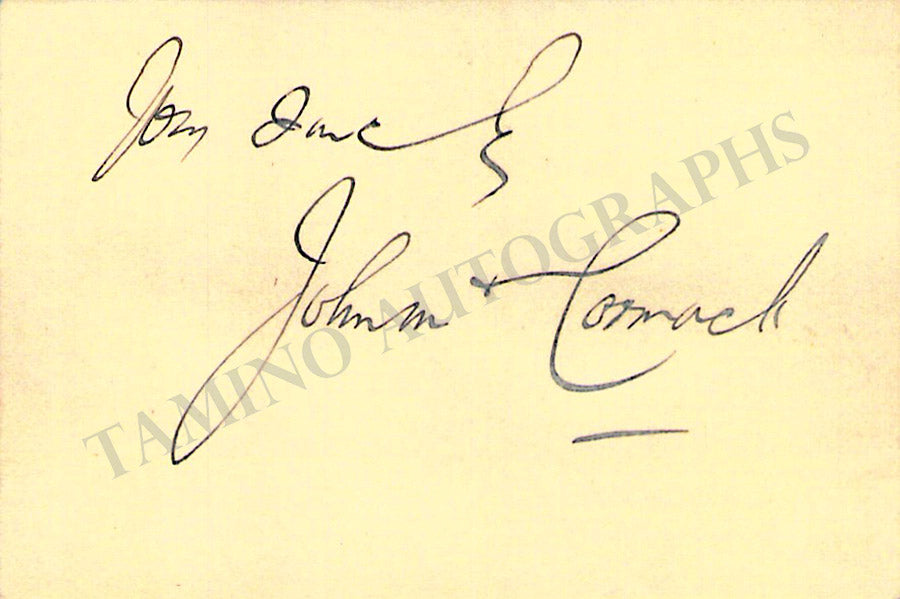 Yours Sincerely
John McCormack
TAMINO AUTOGRAPHS